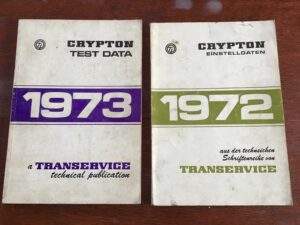 CRYPTON
TEST DATA
1973
a TRANSERVICE
technical publication
CRYPTON
EINSTELLDATEN
1972
aus der technischen
Schriftenreihe von
TRANSERVICE